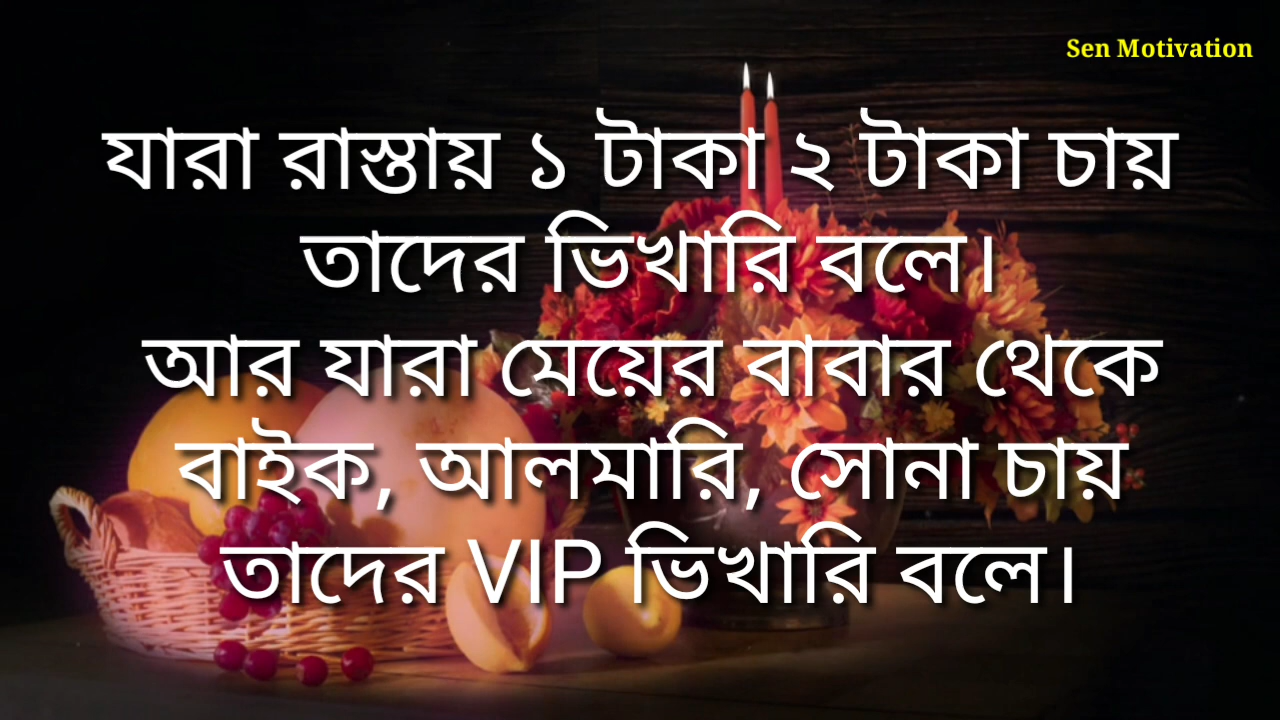 Sen Motivation
যারা রাস্তায় ১ টাকা ২ টাকা চায়
তাদের ভিখারি বলে।
আর যারা মেয়ের বাবার থেকে
বাইক, আলমারি, সোনা চায়
তাদের VIP ভিখারি বলে।